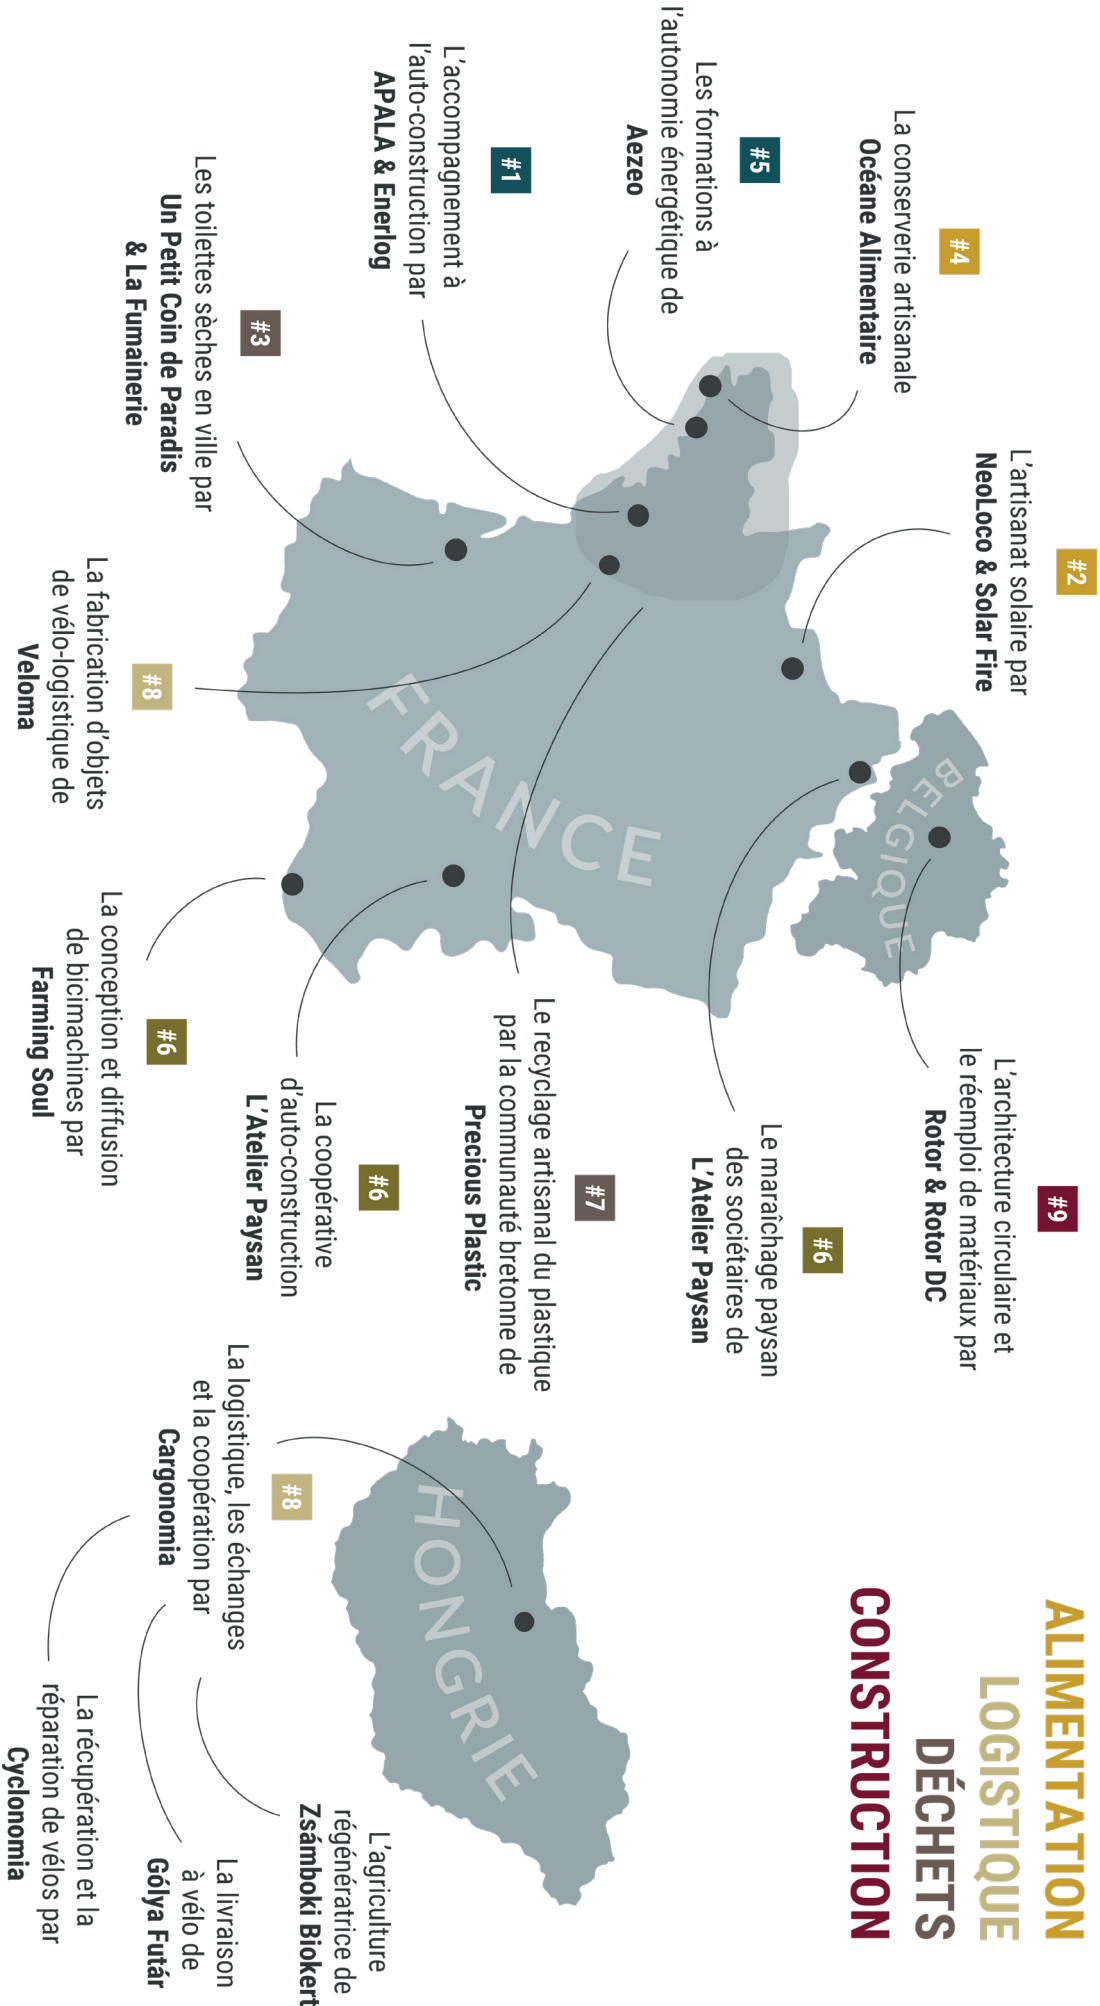 #4
La conserverie artisanale
Océane Alimentaire
#5
Les formations à
l'autonomie énergétique de
Aezeo
#1
L'accompagnement à
l'auto-construction par
APALA & Enerlog
#3
Les toilettes sèches en ville par
Un Petit Coin de Paradis
& La Fumainerie
#2
L'artisanat solaire par
NeoLoco & Solar Fire
#8
La fabrication d'objets
de vélo-logistique de
Veloma
FRANCE
BELGIQUE
#9
L'architecture circulaire et
le réemploi de matériaux par
Rotor & Rotor DC
#6
Le maraîchage paysan
des sociétaires de
L'Atelier Paysan
#7
Le recyclage artisanal du plastique
par la communauté bretonne de
Precious Plastic
#6
La coopérative
d'auto-construction
L'Atelier Paysan
#6
La conception et diffusion
de bicimachines par
Farming Soul
ALIMENTATION
LOGISTIQUE
DÉCHETS
CONSTRUCTION
HONGRIE
#8
La logistique, les échanges
et la coopération par
Cargonomia
L'agriculture
régénératrice de
Zsámboki Biokert
La livraison
à vélo de
Gólya Futár
La récupération et la
réparation de vélos par
Cyclonomia